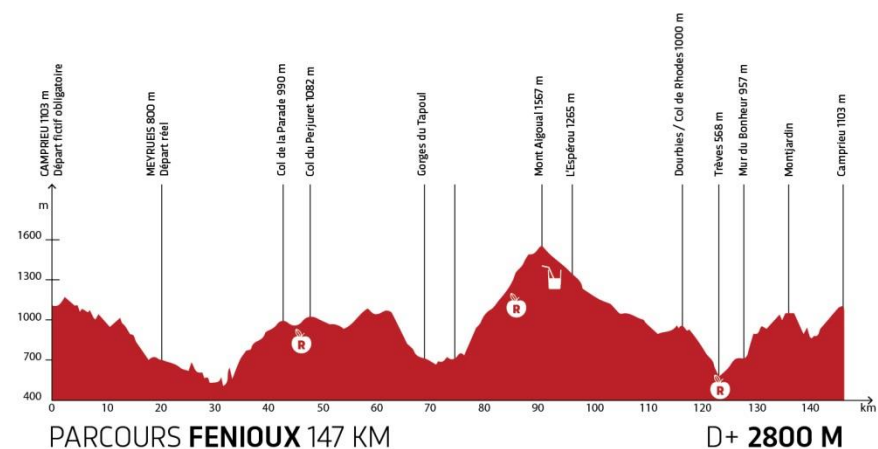 CAMPRIEU 1103 m
Départ fictif obligatoire
MEYRUEIS 800 m
Départ réel
Col de la Parade 990 m
Col du Perjuret 1082 m
Gorges du Tapoul
Mont Aigoual 1567 m
L'Espérou 1265 m
Dourbies / Col de Rhodes 1000 m
Trèves 568 m
Mur du Bonheur 957 m
Montjardin
Camprieu 1103 m
m
1600
1300
1000
700
400
R
R
R
0 10 20 30 40 50 60 70 80 90 100 110 120 130 140 km
PARCOURS FENIOUX 147 KM
D+ 2800 M